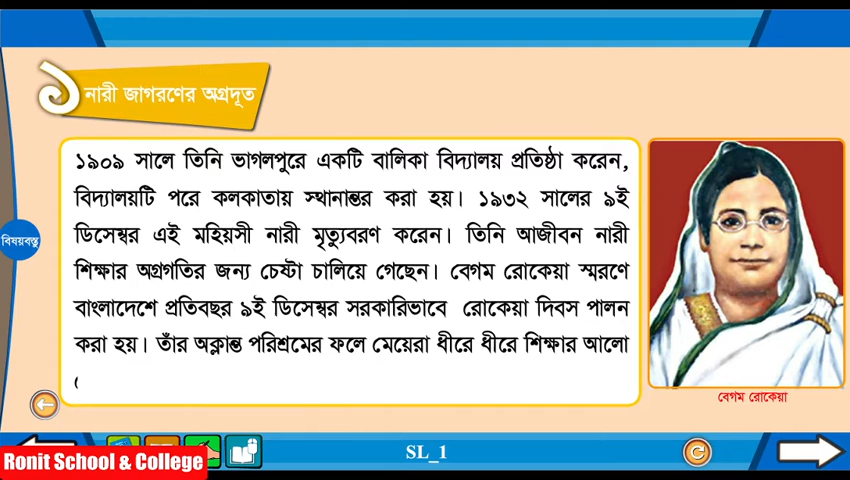 ১
নারী জাগরণের অগ্রদূত
১৯০৯ সালে তিনি ভাগলপুরে একটি বালিকা বিদ্যালয় প্রতিষ্ঠা করেন,
বিদ্যালয়টি পরে কলকাতায় স্থানান্তর করা হয়। ১৯৩২ সালের ৯ই
ডিসেম্বর এই মহিয়সী নারী মৃত্যুবরণ করেন। তিনি আজীবন নারী
শিক্ষার অগ্রগতির জন্য চেষ্টা চালিয়ে গেছেন। বেগম রোকেয়া স্মরণে
বাংলাদেশে প্রতিবছর ৯ই ডিসেম্বর সরকারিভাবে রোকেয়া দিবস পালন
করা হয়। তাঁর অক্লান্ত পরিশ্রমের ফলে মেয়েরা ধীরে ধীরে শিক্ষার আলো
বিষয়বস্তু
বেগম রোকেয়া
Ronit School & College
SL_1